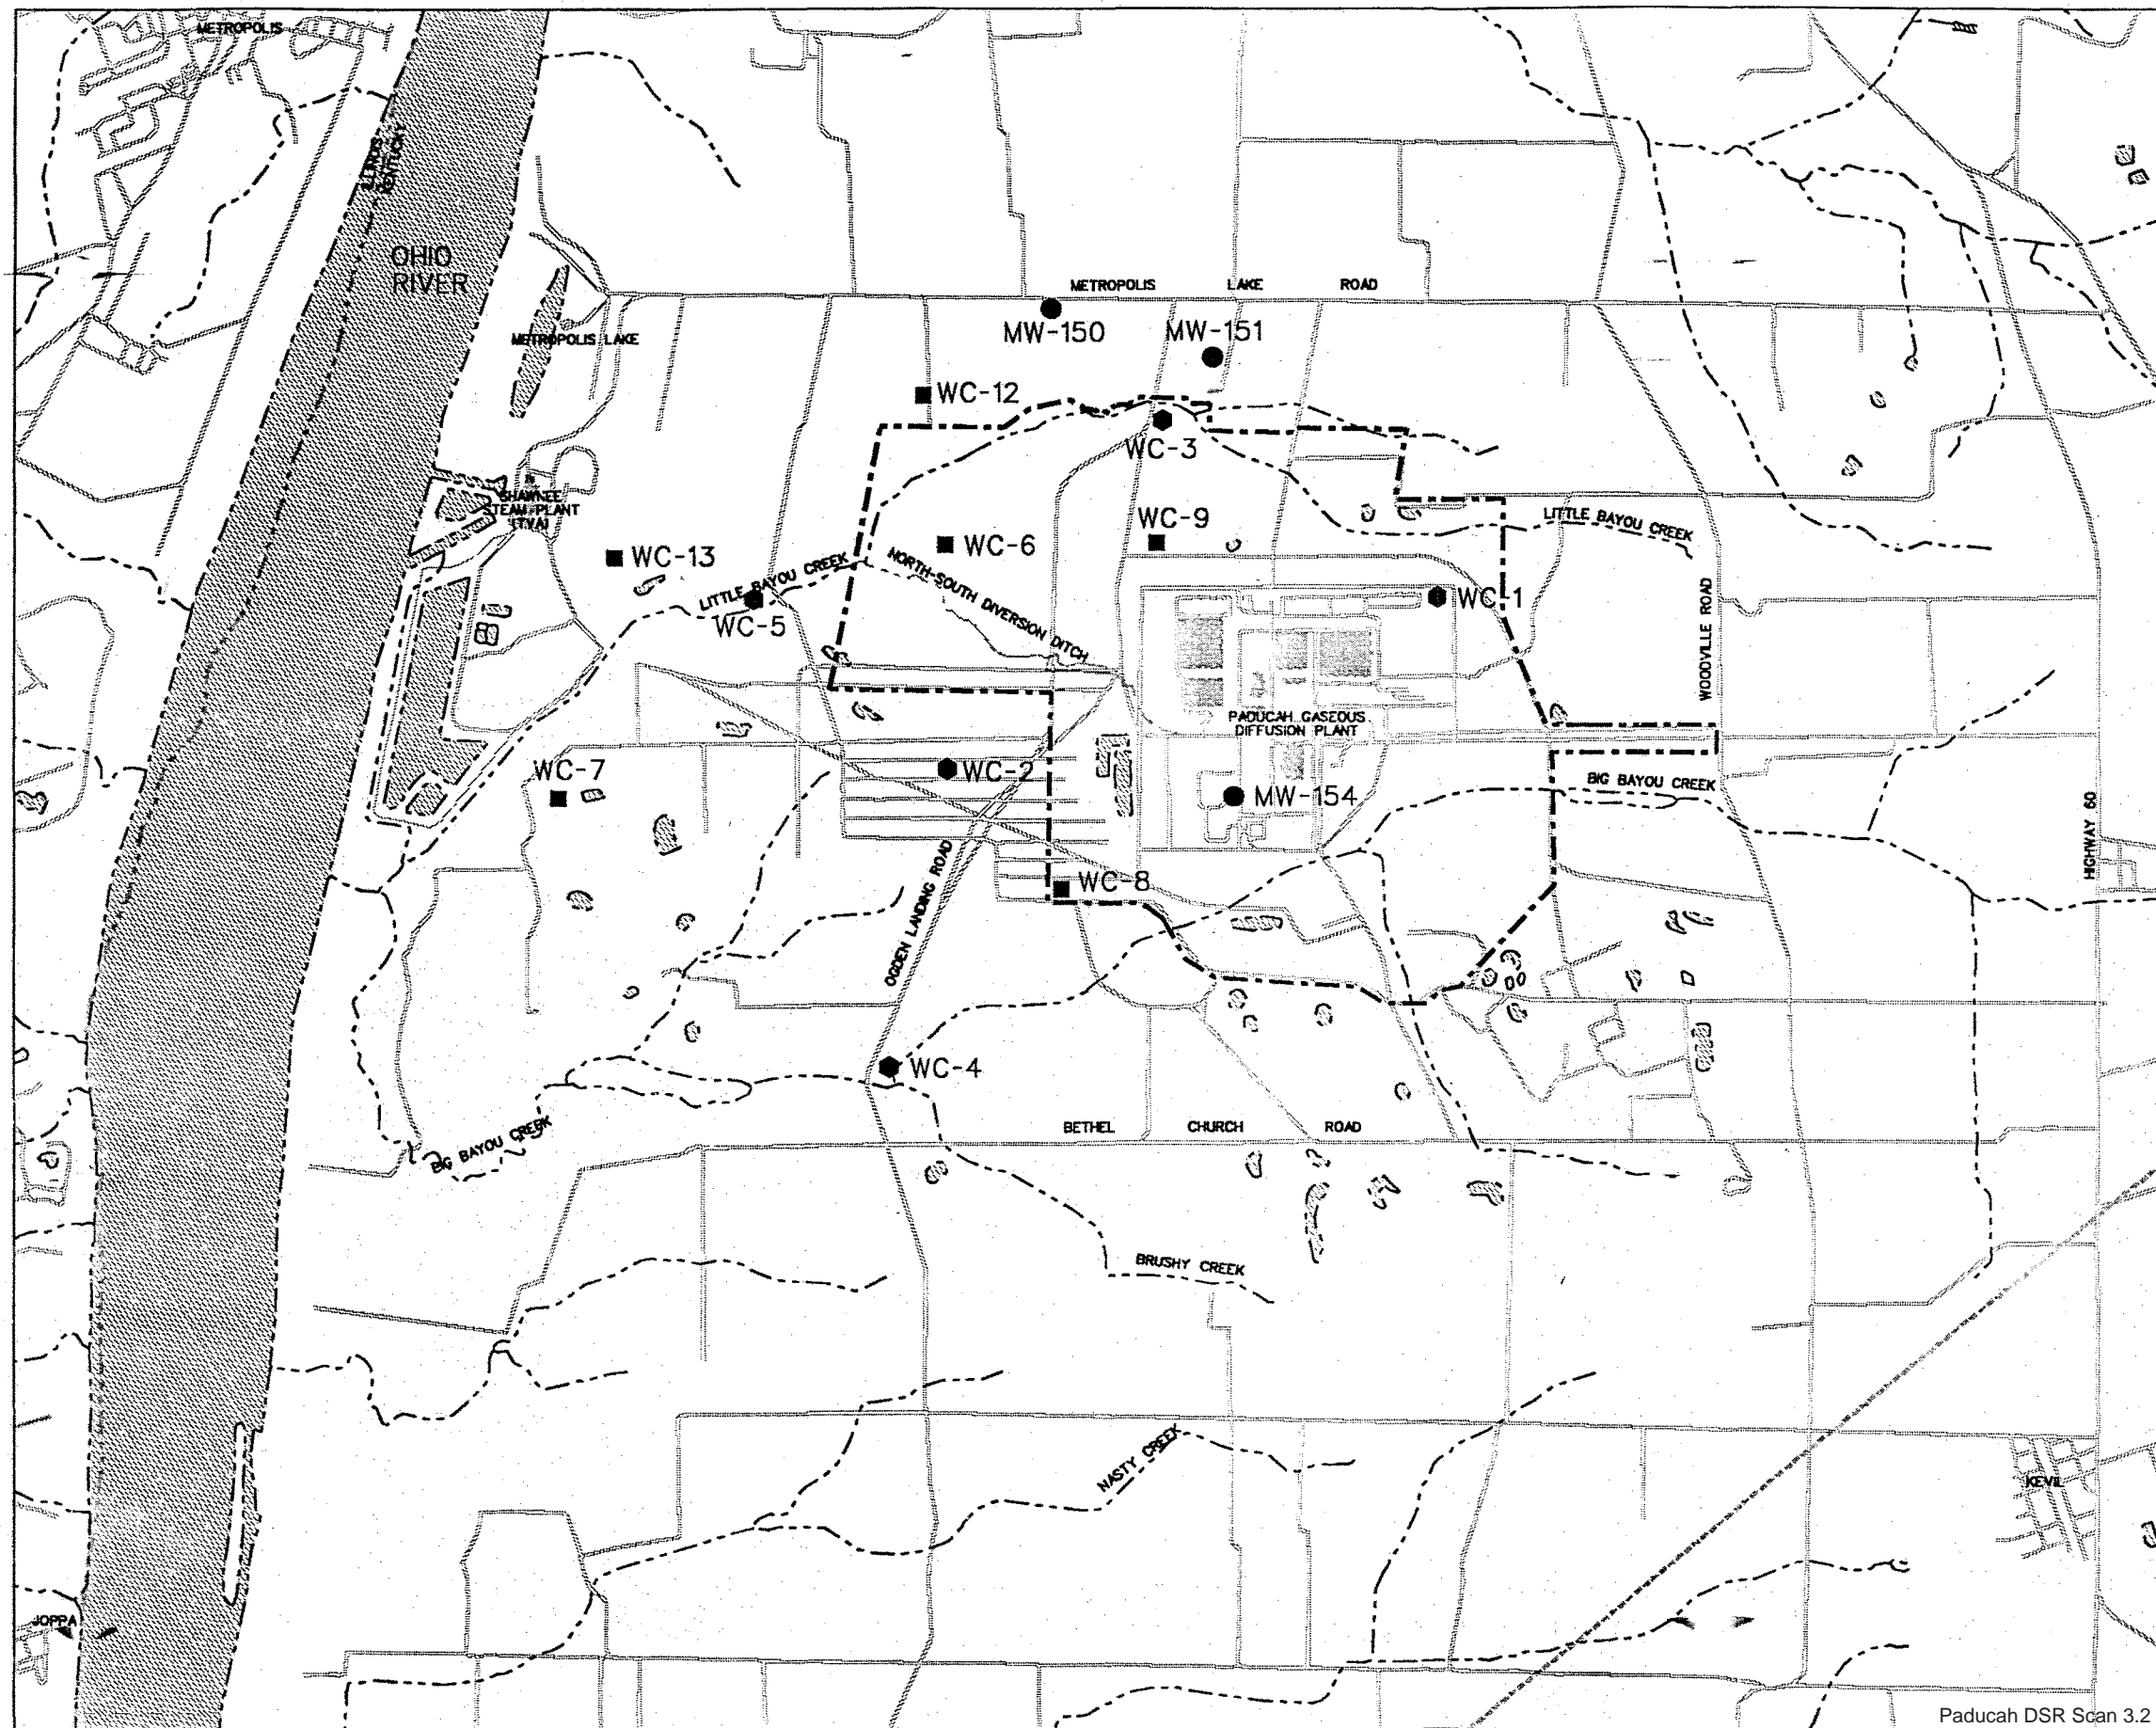 METROPOLIS
ILLINOIS
KENTUCKY
OHIO
RIVER
METROPOLIS LAKE ROAD
MW-150
MW-151
METROPOLIS LAKE
WC-12
WC-3
SHAWNEE
STEAM PLANT
(TVA)
WC-9
LITTLE BAYOU CREEK
WC-13
WC-6
LITTLE BAYOU CREEK
NORTH-SOUTH DIVERSION DITCH
WC-1
WC-5
WOODVILLE ROAD
PADUCAH GASEOUS
DIFFUSION PLANT
WC-7
WC-2
BIG BAYOU CREEK
MW-154
HIGHWAY 60
OGDEN LANDING ROAD
WC-8
WC-4
BIG BAYOU CREEK
BETHEL CHURCH ROAD
BRUSHY CREEK
NASTY CREEK
KEVIL
JOPPA
Paducah DSR Scan 3.2